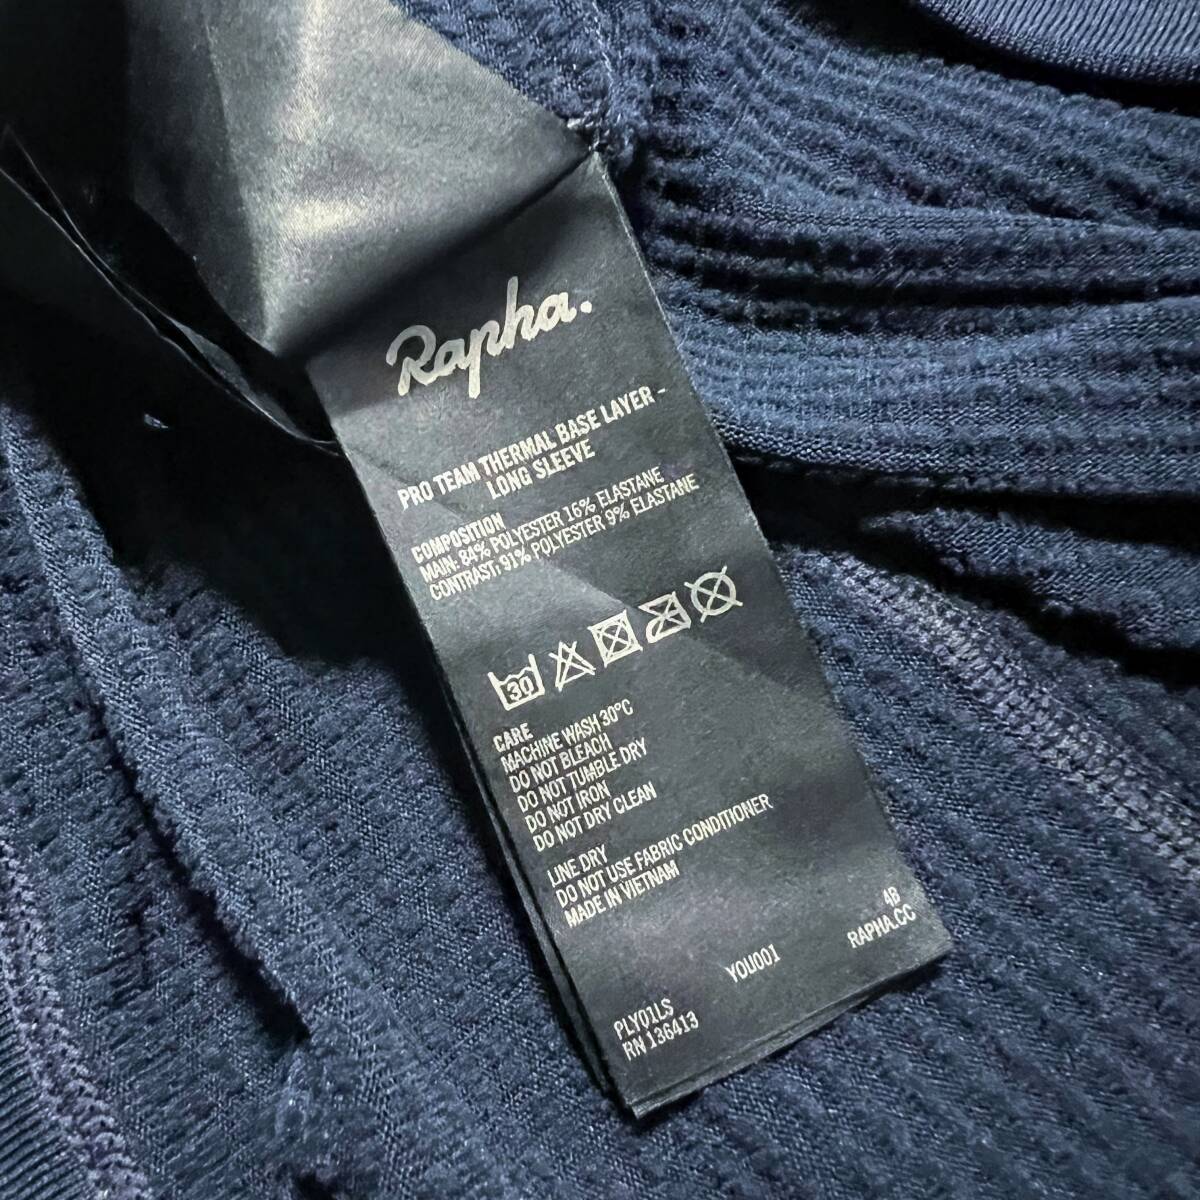 Rapha.
PRO TEAM THERMAL BASE LAYER -
LONG SLEEVE
COMPOSITION
MAIN: 84% POLYESTER 16% ELASTANE
CONTRAST: 91% POLYESTER 9% ELASTANE
30
CARE
MACHINE WASH 30°C
DO NOT BLEACH
DO NOT TUMBLE DRY
DO NOT IRON
DO NOT DRY CLEAN
LINE DRY
DO NOT USE FABRIC CONDITIONER
MADE IN VIETNAM
4B
YOU001 RAPHA.CC
PLY01LS
RN 136413